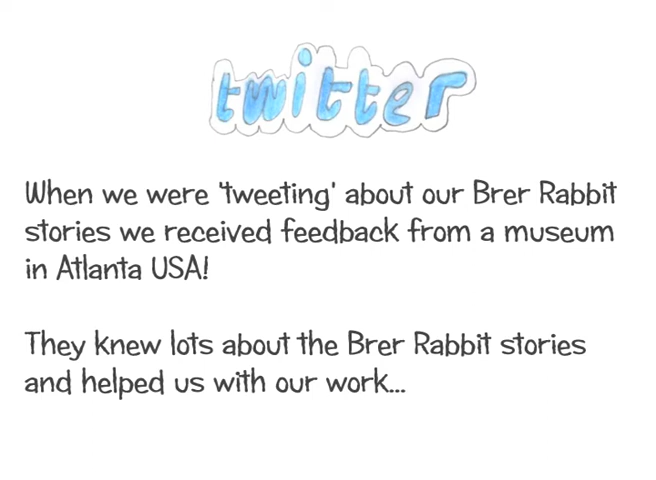 twitter
When we were 'tweeting' about our Brer Rabbit
stories we received feedback from a museum
in Atlanta USA!
They knew lots about the Brer Rabbit stories
and helped us with our work...